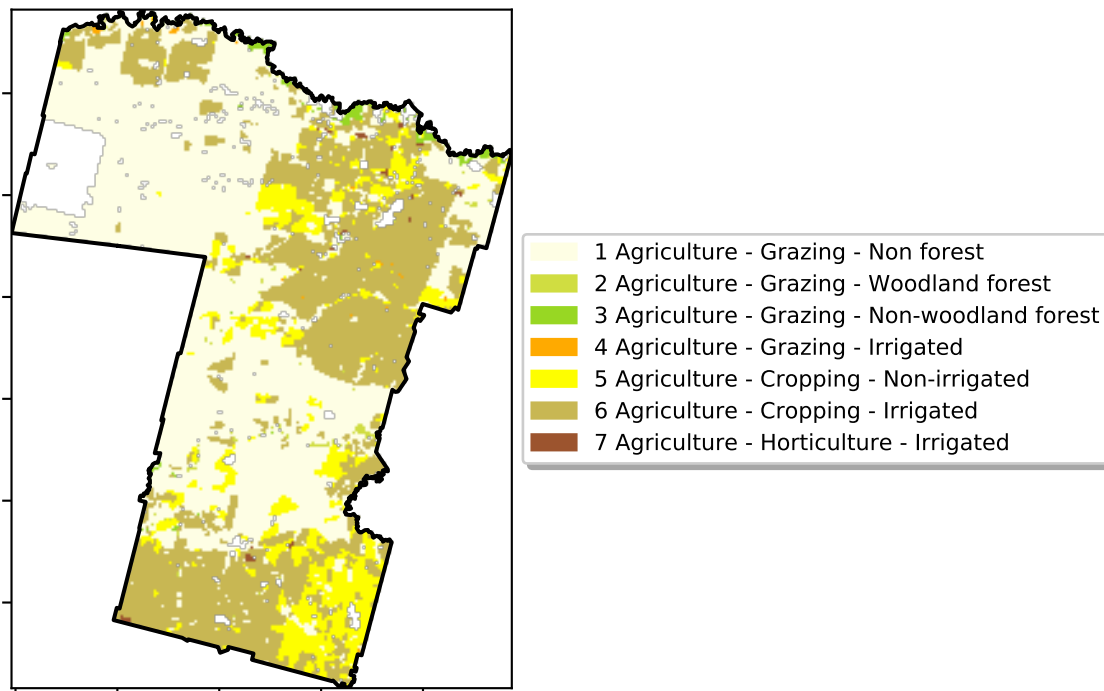 1 Agriculture - Grazing - Non forest
2 Agriculture - Grazing - Woodland forest
3 Agriculture - Grazing - Non-woodland forest
4 Agriculture - Grazing - Irrigated
5 Agriculture - Cropping - Non-irrigated
6 Agriculture - Cropping - Irrigated
7 Agriculture - Horticulture - Irrigated